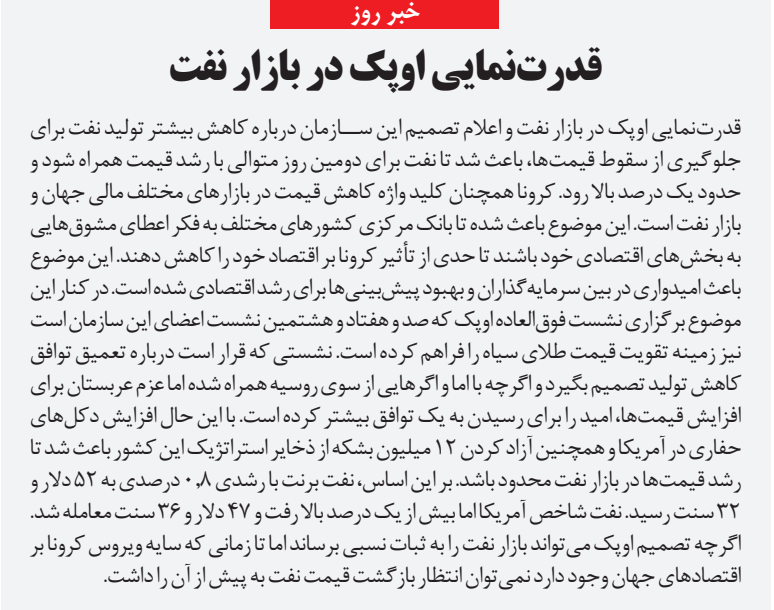 خبر روز
قدرت‌نمایی اوپک در بازار نفت
قدرت‌نمایی اوپک در بازار نفت و اعلام تصمیم این ســازمان درباره کاهش بیشتر تولید نفت برای
جلوگیری از سقوط قیمت‌ها، باعث شد تا نفت برای دومین روز متوالی با رشد قیمت همراه شود و
حدود یک درصد بالا رود. کرونا همچنان کلید واژه کاهش قیمت در بازارهای مختلف مالی جهان و
بازار نفت است. این موضوع باعث شده تا بانک مرکزی کشورهای مختلف به فکر اعطای مشوق‌هایی
به بخش‌های اقتصادی خود باشند تا حدی از تأثیر کرونا بر اقتصاد خود را کاهش دهند. این موضوع
باعث امیدواری در بین سرمایه‌گذاران و بهبود پیش‌بینی‌ها برای رشد اقتصادی شده است. در کنار این
موضوع برگزاری نشست فوق‌العاده اوپک که صد و هفتاد و هشتمین نشست اعضای این سازمان است
نیز زمینه تقویت قیمت طلای سیاه را فراهم کرده است. نشستی که قرار است درباره تعمیق توافق
کاهش تولید تصمیم بگیرد و اگرچه با اما و اگرهایی از سوی روسیه همراه شده اما عزم عربستان برای
افزایش قیمت‌ها، امید را برای رسیدن به یک توافق بیشتر کرده است. با این حال افزایش دکل‌های
حفاری در آمریکا و همچنین آزاد کردن ۱۲ میلیون بشکه از ذخایر استراتژیک این کشور باعث شد تا
رشد قیمت‌ها در بازار نفت محدود باشد. بر این اساس، نفت برنت با رشدی ۰٫۸ درصدی به ۵۲ دلار و
۳۲ سنت رسید. نفت شاخص آمریکا اما بیش از یک درصد بالا رفت و ۴۷ دلار و ۳۶ سنت معامله شد.
اگرچه تصمیم اوپک می‌تواند بازار نفت را به ثبات نسبی برساند اما تا زمانی که سایه ویروس کرونا بر
اقتصادهای جهان وجود دارد نمی‌توان انتظار بازگشت قیمت نفت به پیش از آن را داشت.